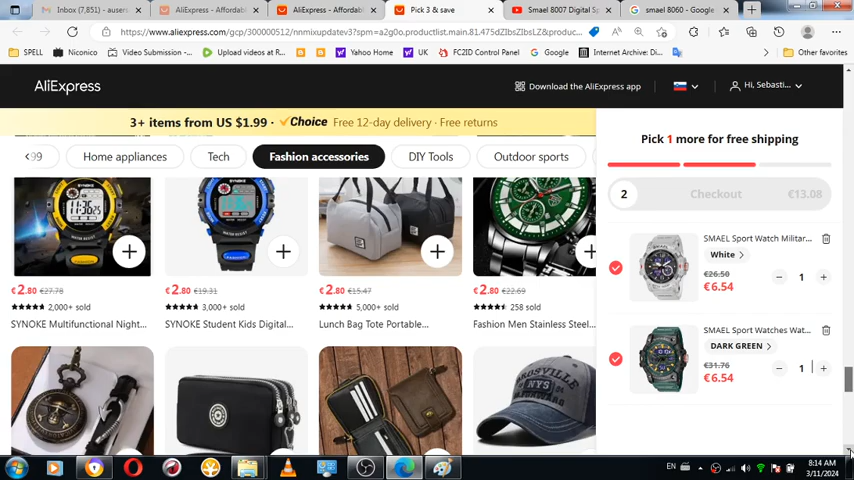 Inbox (7,851) - ausere
AliExpress - Affordab
AliExpress - Affordab
Pick 3 & save
Smael 8007 Digital Sp
smael 8060 - Google
https://www.aliexpress.com/gcp/300000512/nnmixupdatev3?spm=a2g0o.productlist.main.81.475dZIbsZIbsLZ&produc...
SPELL
Niconico
Video Submission -...
Upload videos at R...
Bing
Yahoo Home
UK
FC2ID Control Panel
Google
Internet Archive: Di...
Other favorites
AliExpress
Download the AliExpress app
Hi, Sebasti...
3+ items from US $1.99 · Choice Free 12-day delivery · Free returns
Pick 1 more for free shipping
99
Home appliances
Tech
Fashion accessories
DIY Tools
Outdoor sports
2
Checkout
€13.08
€2.80 €27.78
2,000+ sold
SYNOKE Multifunctional Night...
€2.80 €19.31
3,000+ sold
SYNOKE Student Kids Digital...
€2.80 €15.47
5,000+ sold
Lunch Bag Tote Portable...
€2.80 €22.69
258 sold
Fashion Men Stainless Steel...
SMAEL Sport Watch Militar...
White
€26.50
€6.54
1
SMAEL Sport Watches Wat...
DARK GREEN
€31.76
€6.54
1
NYS
EN
8:14 AM
3/11/2024